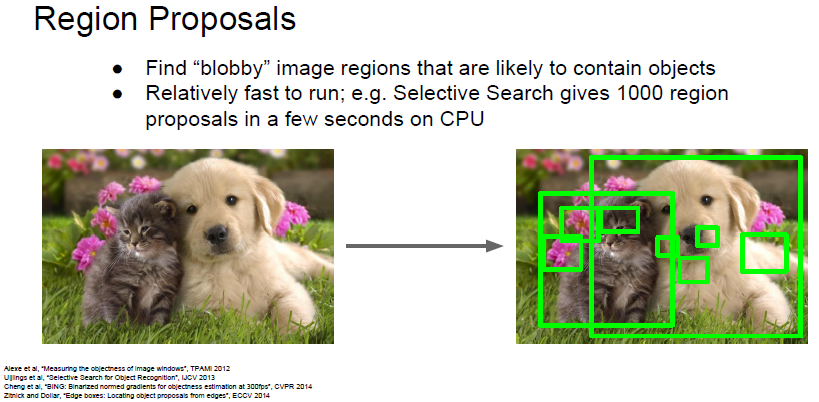 Region Proposals
● Find “blobby” image regions that are likely to contain objects
● Relatively fast to run; e.g. Selective Search gives 1000 region
proposals in a few seconds on CPU
Alexe et al, “Measuring the objectness of image windows”, TPAMI 2012
Uijlings et al, “Selective Search for Object Recognition”, IJCV 2013
Cheng et al, “BING: Binarized normed gradients for objectness estimation at 300fps”, CVPR 2014
Zitnick and Dollar, “Edge boxes: Locating object proposals from edges”, ECCV 2014